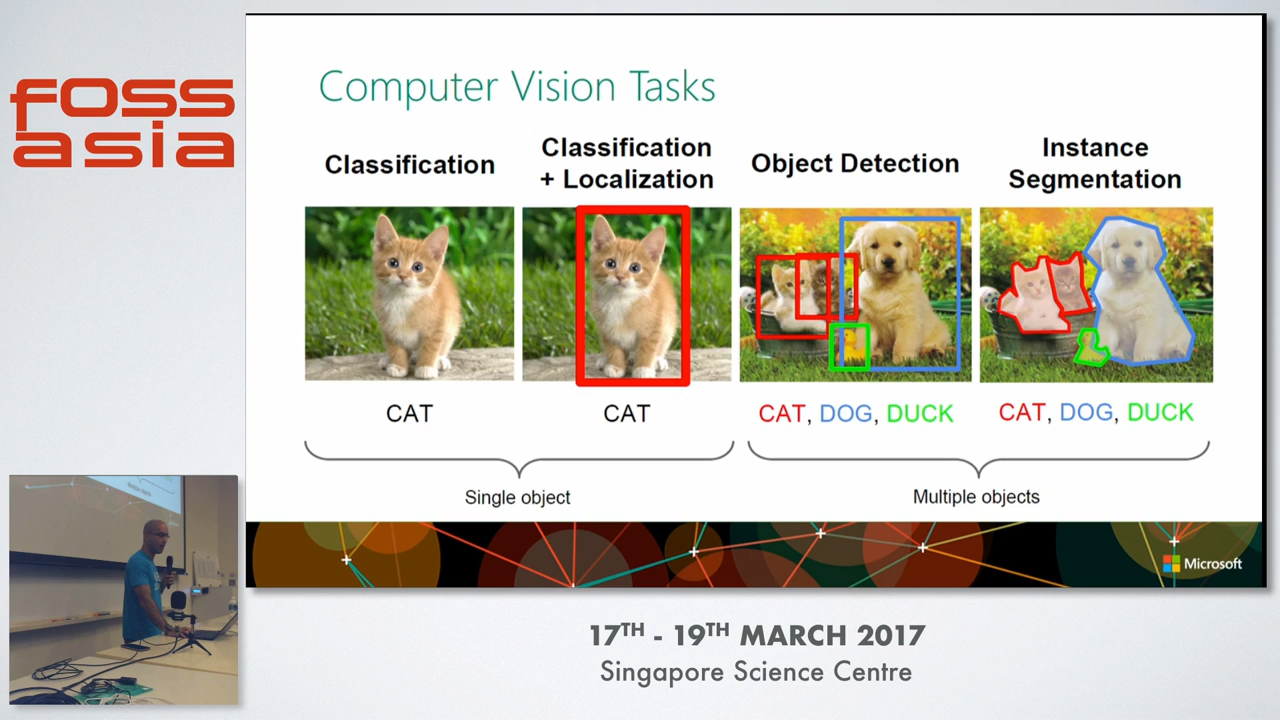 foss
asia
Computer Vision Tasks
Classification
Classification
+ Localization
Object Detection
Instance
Segmentation
CAT
CAT
CAT, DOG, DUCK
CAT, DOG, DUCK
Single object
Multiple objects
Microsoft
17TH - 19TH MARCH 2017
Singapore Science Centre